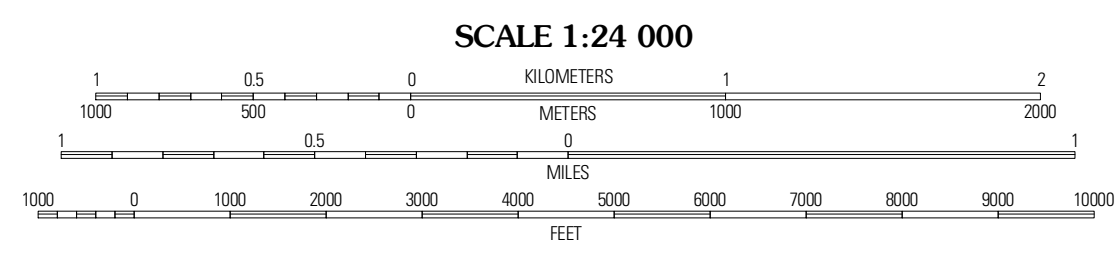 SCALE 1:24 000
1 0.5 0 KILOMETERS 1 2
1000 500 0 METERS 1000 2000
1 0.5 0 1
MILES
1000 0 1000 2000 3000 4000 5000 6000 7000 8000 9000 10000
FEET